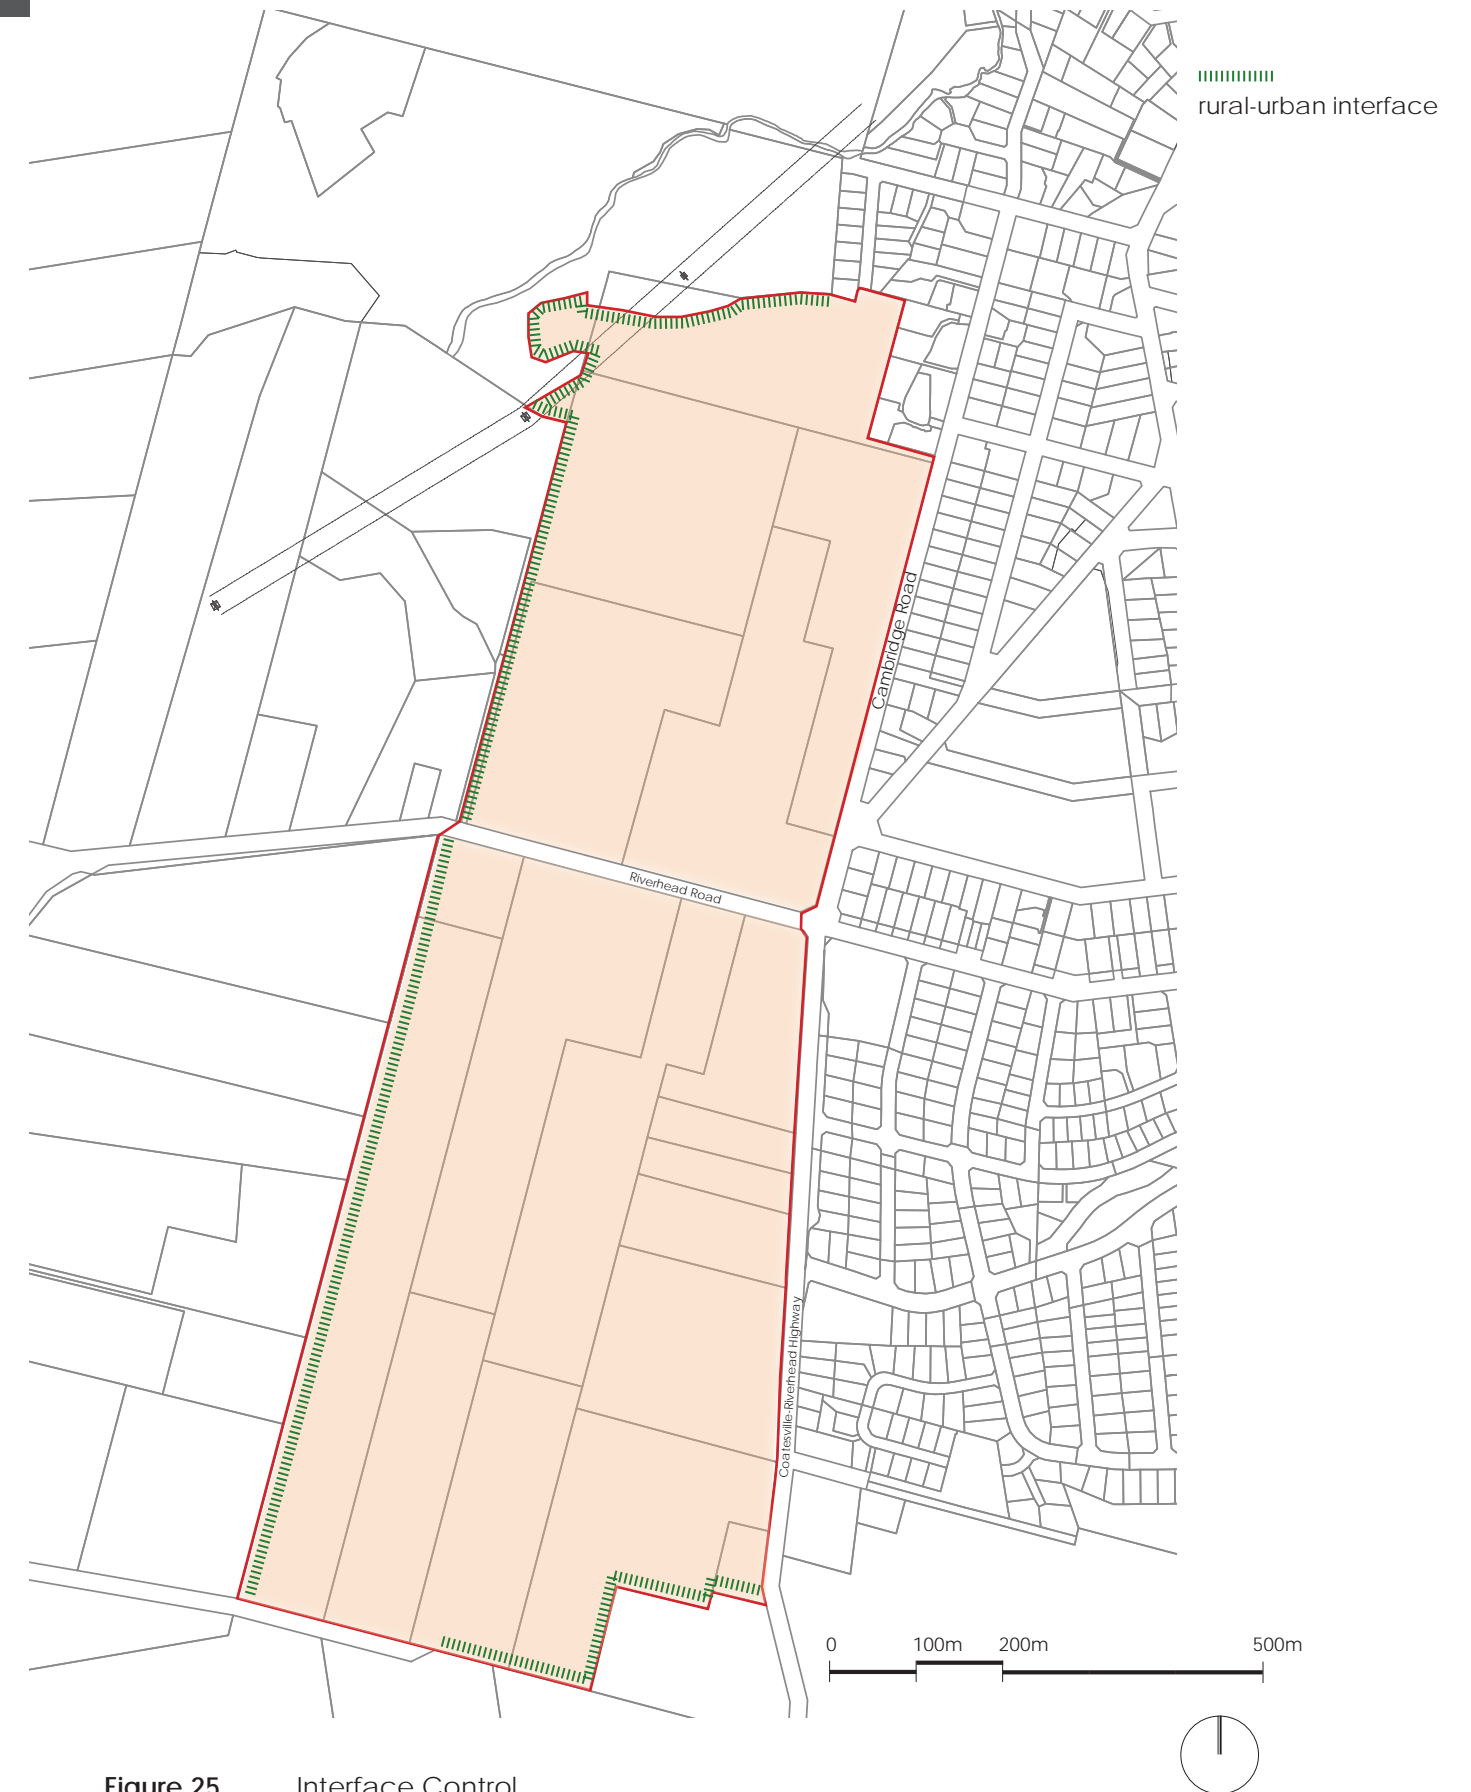 rural-urban interface
Cambridge Road
Riverhead Road
Coatesville-Riverhead Highway
0 100m 200m 500m
Figure 25 Interface Control